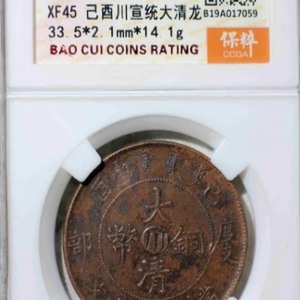 XF45 己酉川宣统大清龙
B19A017059
33.5*2.1mm*14.1g
BAO CUI COINS RATING
保粹
CCGA
大
部 幣 川 銅 度
清